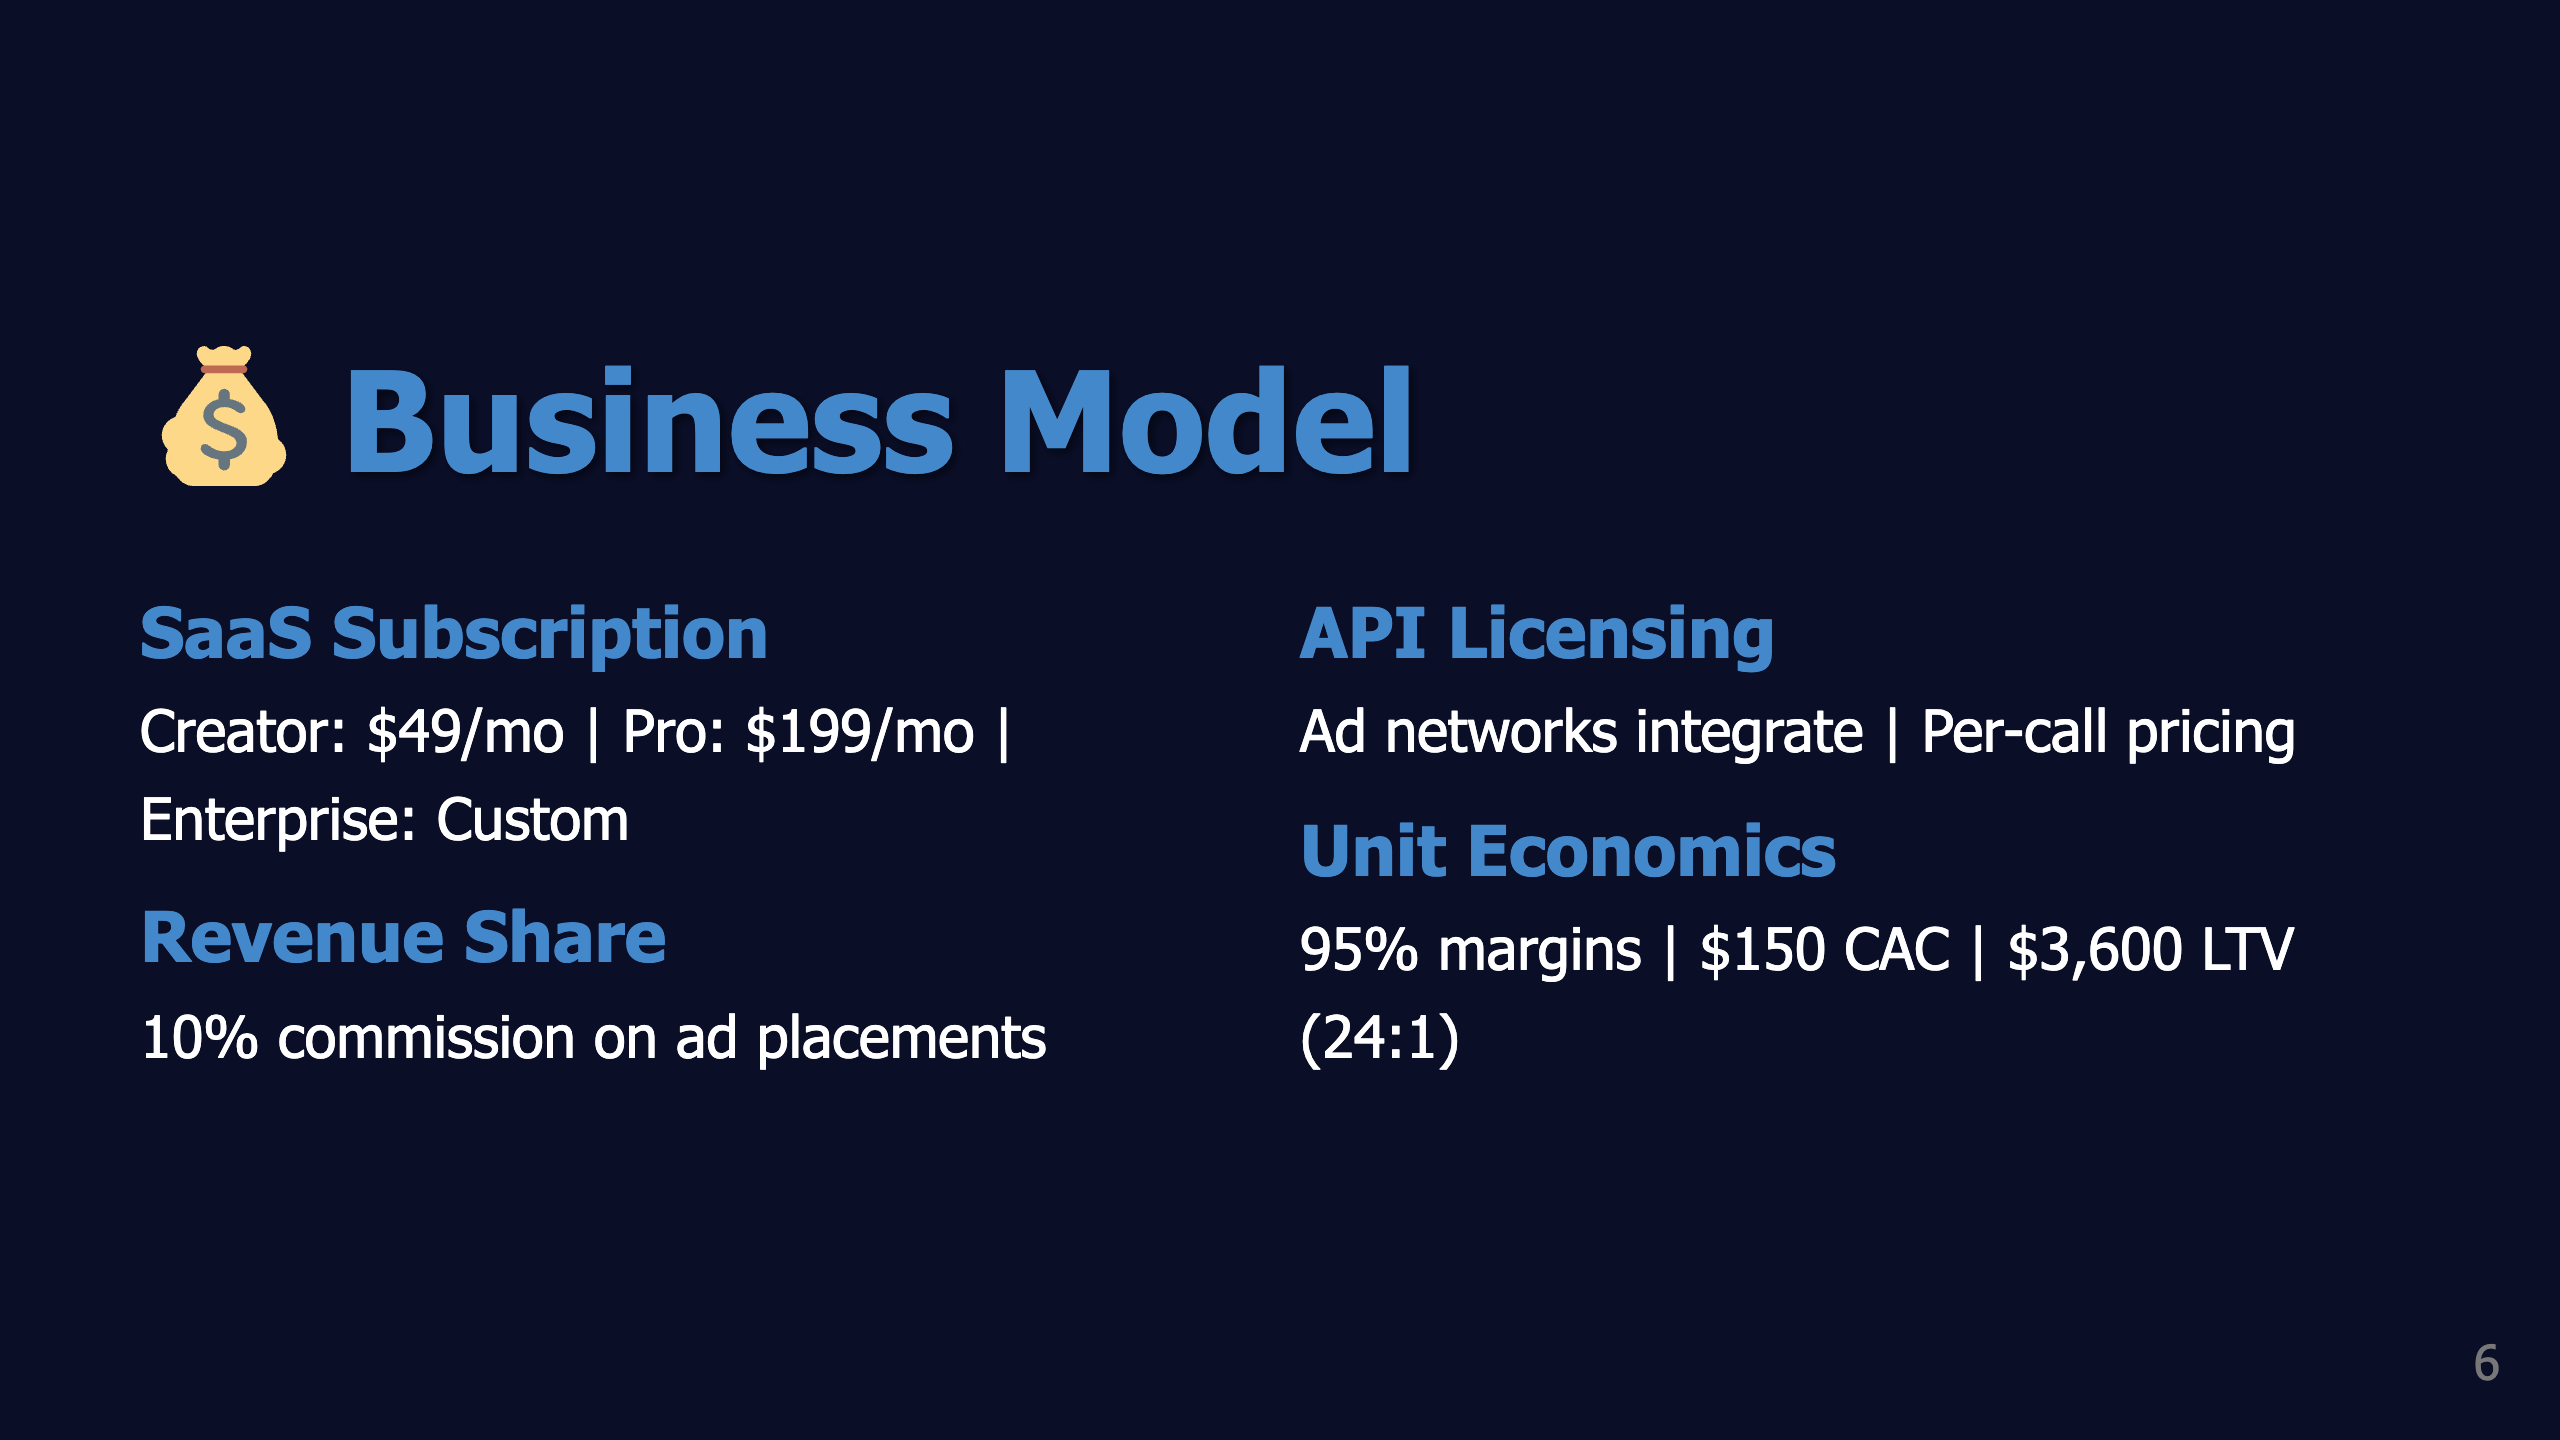 Business Model
SaaS Subscription
Creator: $49/mo | Pro: $199/mo |
Enterprise: Custom
Revenue Share
10% commission on ad placements
API Licensing
Ad networks integrate | Per-call pricing
Unit Economics
95% margins | $150 CAC | $3,600 LTV
(24:1)
6